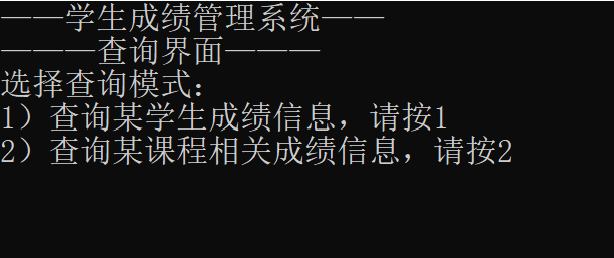 ———学生成绩管理系统———
———查询界面———
选择查询模式：
1）查询某学生成绩信息，请按1
2）查询某课程相关成绩信息，请按2